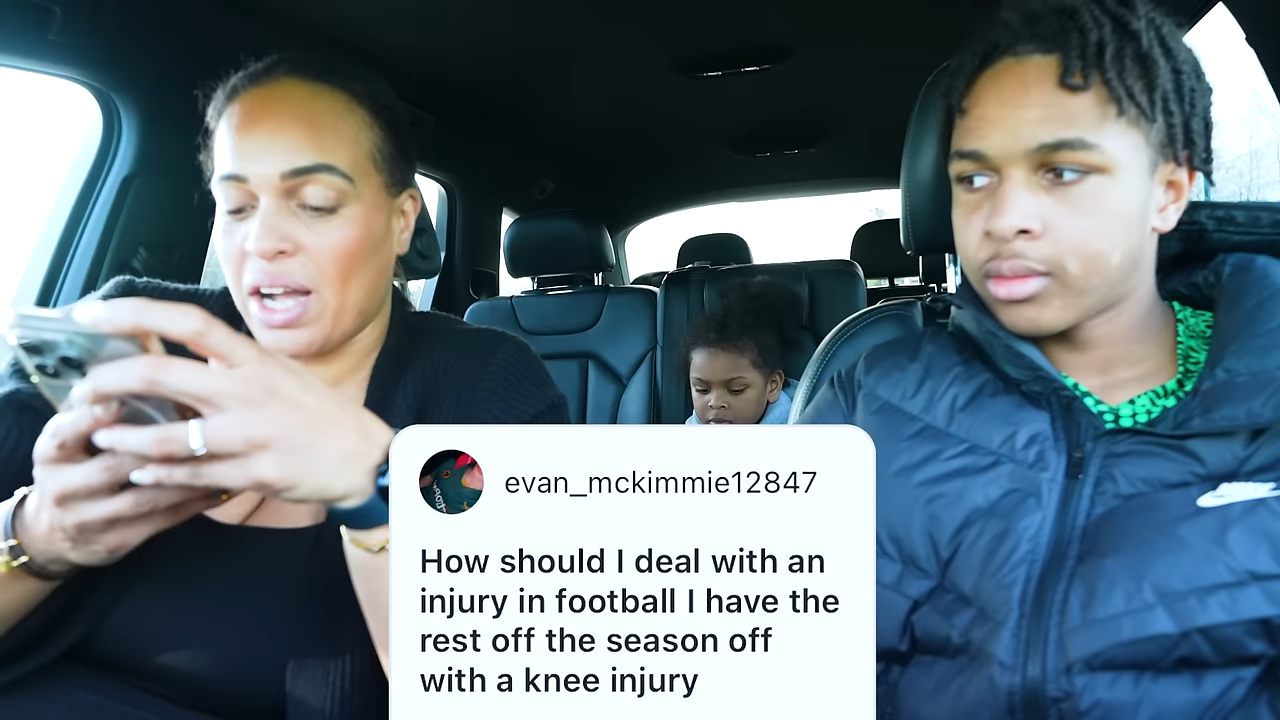 evan_mckimmie12847
How should I deal with an
injury in football I have the
rest off the season off
with a knee injury